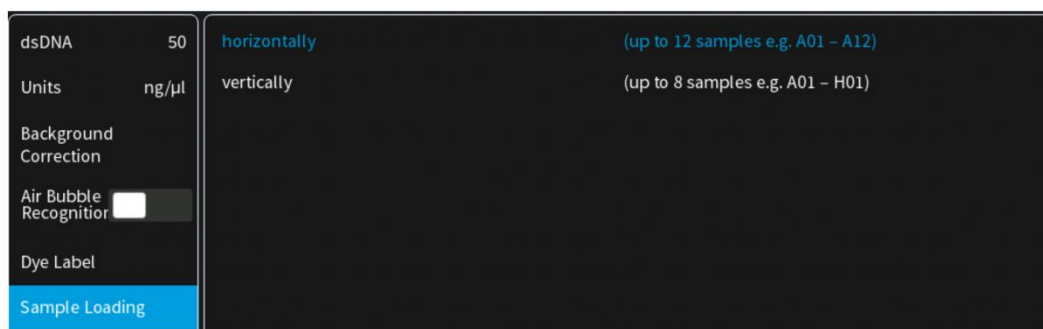 dsDNA 50
Units ng/µl
Background
Correction
Air Bubble
Recognition
Dye Label
Sample Loading
horizontally (up to 12 samples e.g. A01 – A12)
vertically (up to 8 samples e.g. A01 – H01)